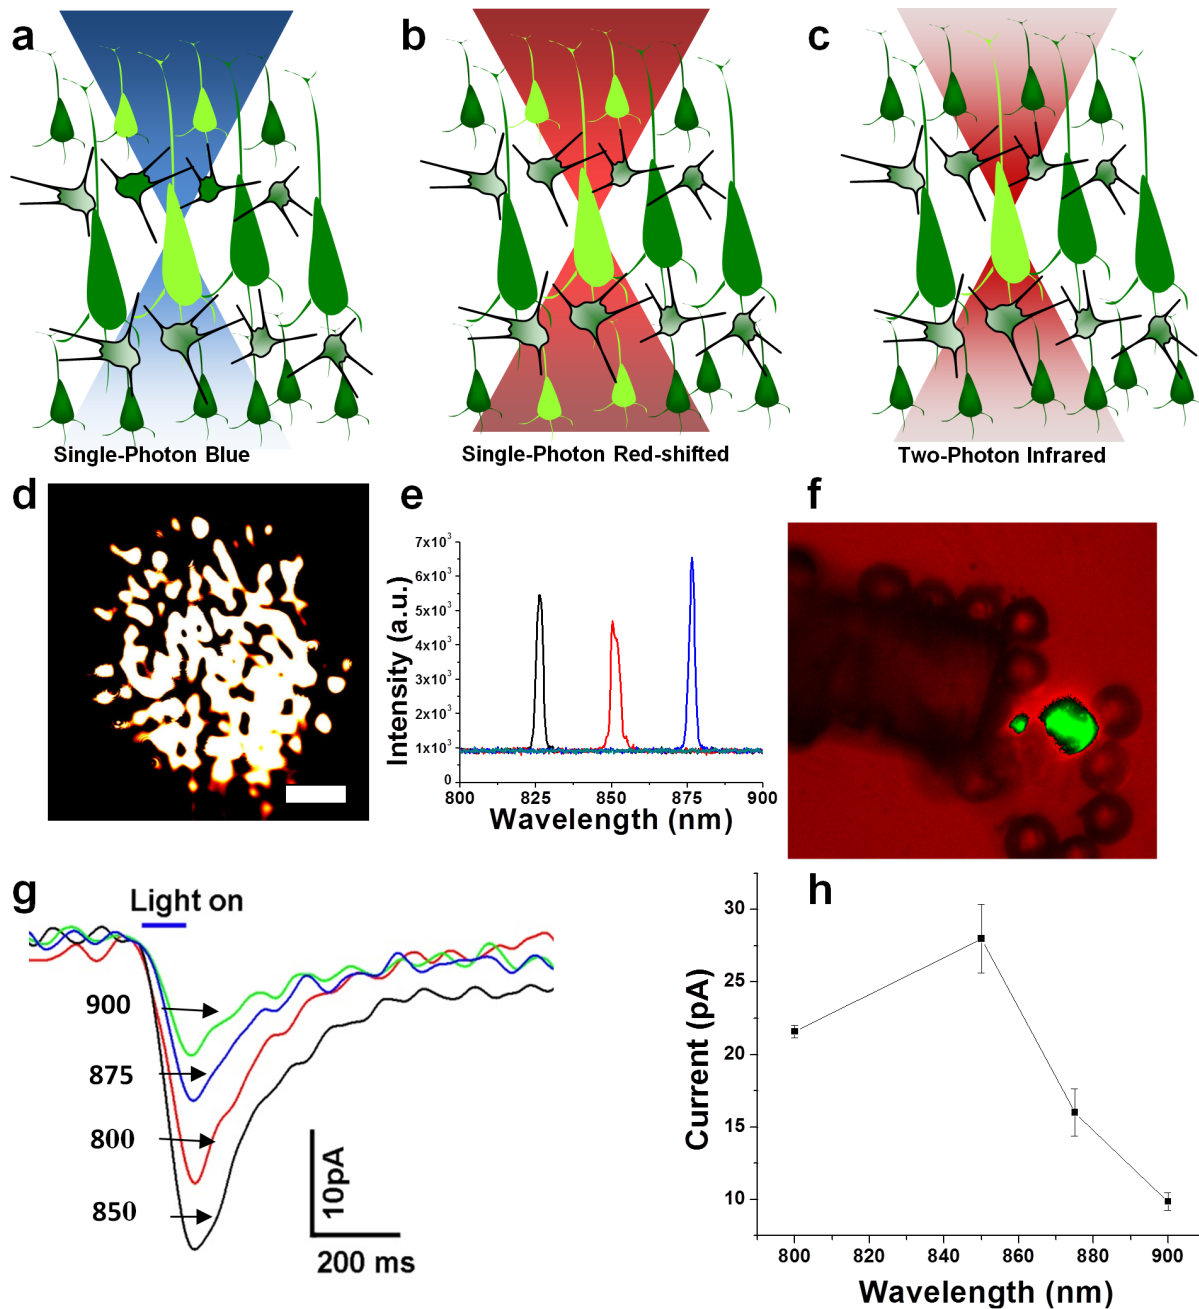 a
b
c
Single-Photon Blue
Single-Photon Red-shifted
Two-Photon Infrared
d
e
f
7x10³
6x10³
5x10³
4x10³
3x10³
2x10³
1x10³
0
Intensity (a.u.)
800 825 850 875 900
Wavelength (nm)
g
Light on
900
875
800
850
10pA
200 ms
h
30
25
20
15
10
Current (pA)
800 820 840 860 880 900
Wavelength (nm)